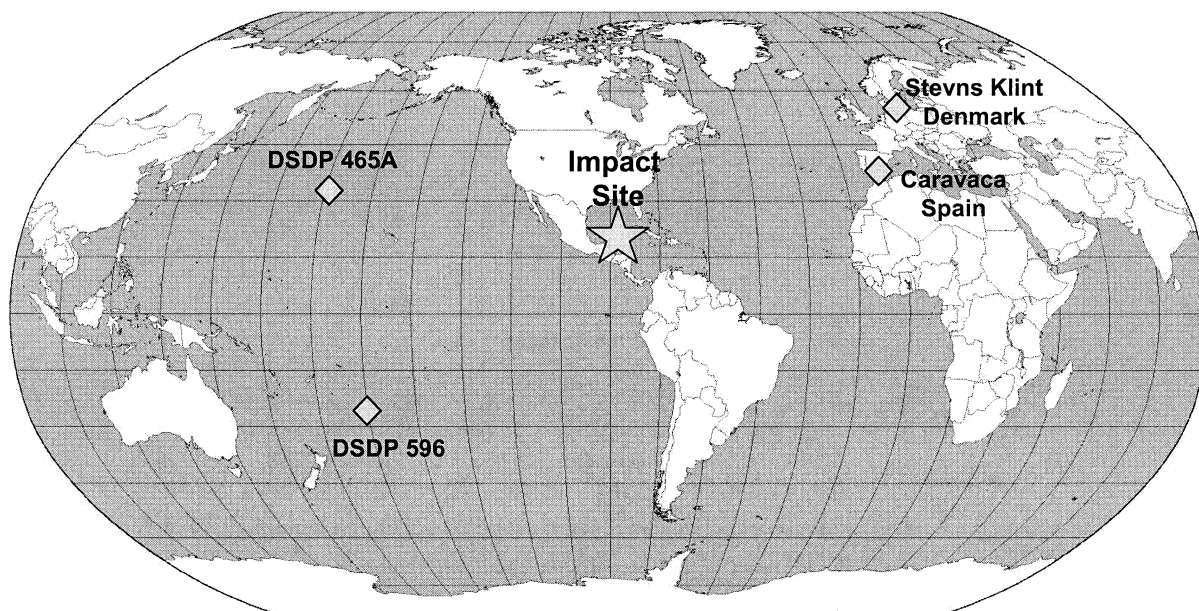 Stevns Klint
Denmark
DSDP 465A
Impact
Site
Caravaca
Spain
DSDP 596